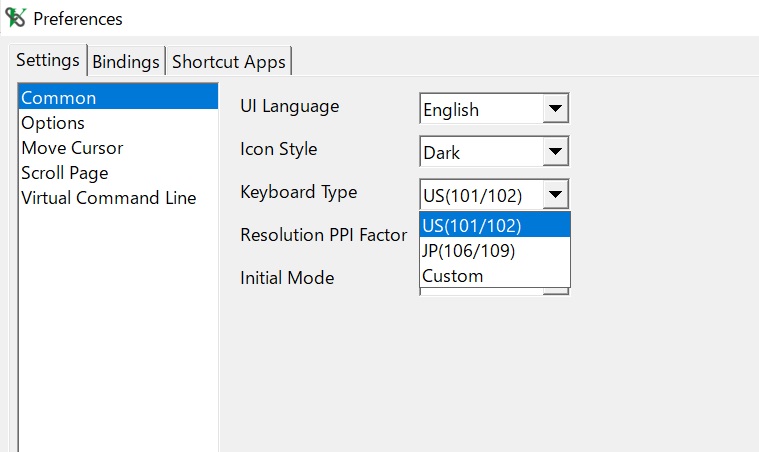 Preferences
Settings Bindings Shortcut Apps
Common
Options
Move Cursor
Scroll Page
Virtual Command Line
UI Language English
Icon Style Dark
Keyboard Type US(101/102)
US(101/102)
JP(106/109)
Custom
Resolution PPI Factor
Initial Mode